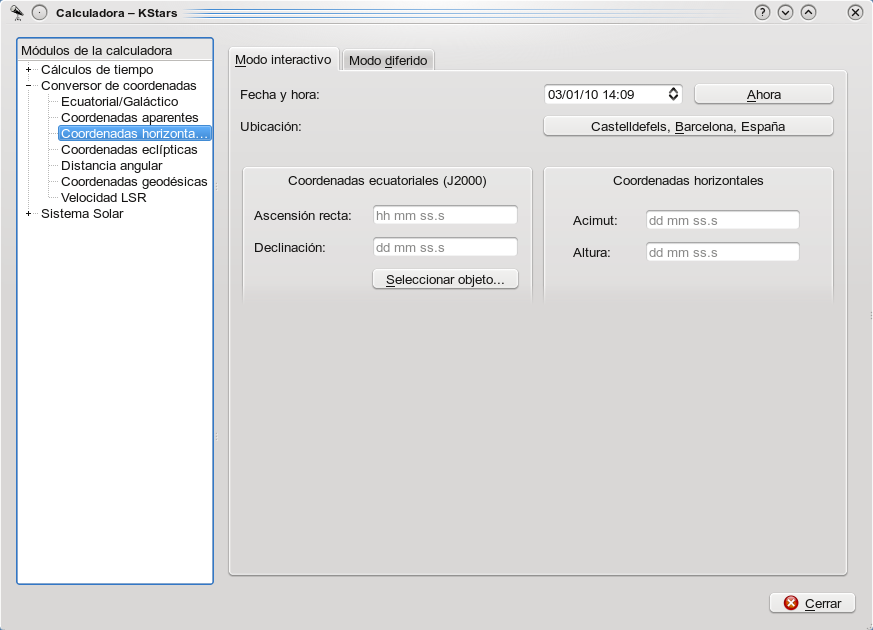 Calculadora – KStars
Módulos de la calculadora
Cálculos de tiempo
Conversor de coordenadas
Ecuatorial/Galáctico
Coordenadas aparentes
Coordenadas horizonta...
Coordenadas eclípticas
Distancia angular
Coordenadas geodésicas
Velocidad LSR
Sistema Solar
Modo interactivo Modo diferido
Fecha y hora: 03/01/10 14:09 Ahora
Ubicación: Castelldefels, Barcelona, España
Coordenadas ecuatoriales (J2000)
Ascensión recta: hh mm ss.s
Declinación: dd mm ss.s
Seleccionar objeto...
Coordenadas horizontales
Acimut: dd mm ss.s
Altura: dd mm ss.s
Cerrar